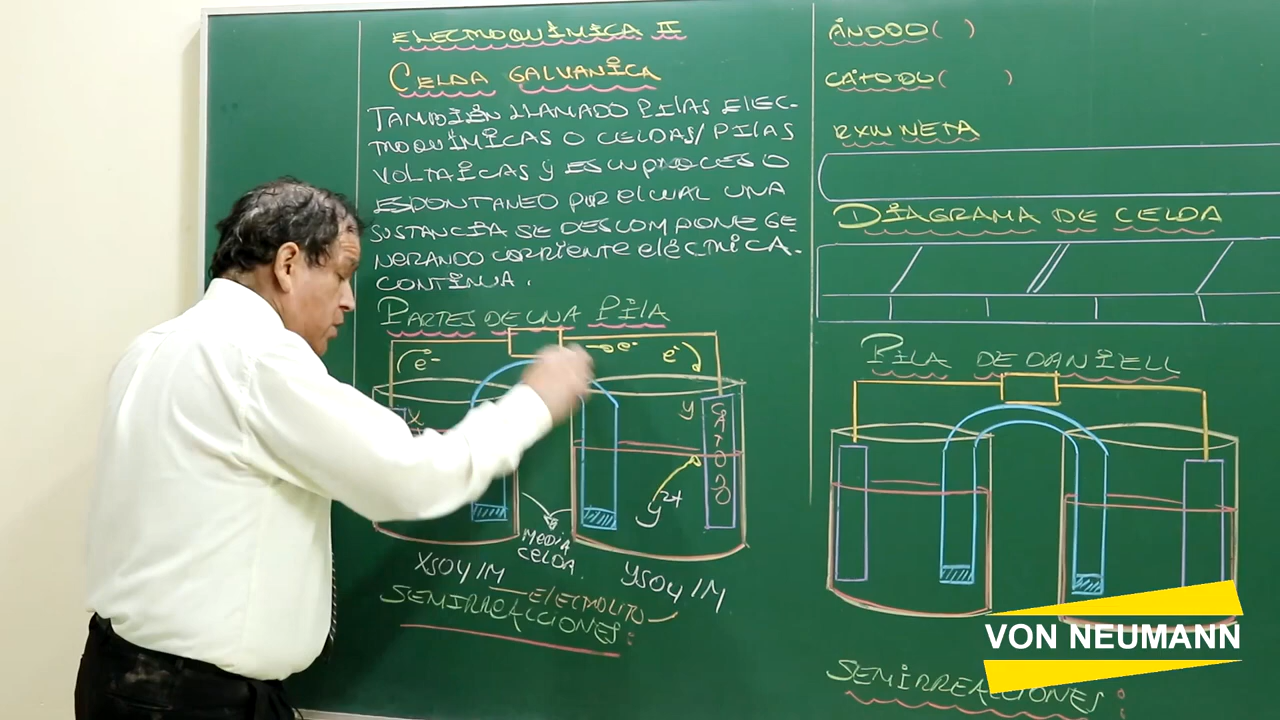 ELECTROQUÍMICA II
CELDA GALVANICA
TAMBIÉN LLAMADO PILAS ELEC-
TROQUÍMICAS O CELDAS/PILAS
VOLTAICAS Y ES UN PROCESO
ESPONTANEO POR EL CUAL UNA
SUSTANCIA SE DESCOMPONE GE
NERANDO CORRIENTE ELÉCTRICA
CONTINUA.
PARTES DE UNA PILA
e⁻
→ e⁻
e⁻
X
Y
CATODO
Y²⁺
MEDIA
CELDA
XSO4 1M
YSO4 1M
ELECTROLITO
SEMIRREACCIONES:
ÁNODO( )
CÁTODO( )
RXN NETA
DIAGRAMA DE CELDA
PILA DE DANIELL
SEMIRREACCIONES:
VON NEUMANN